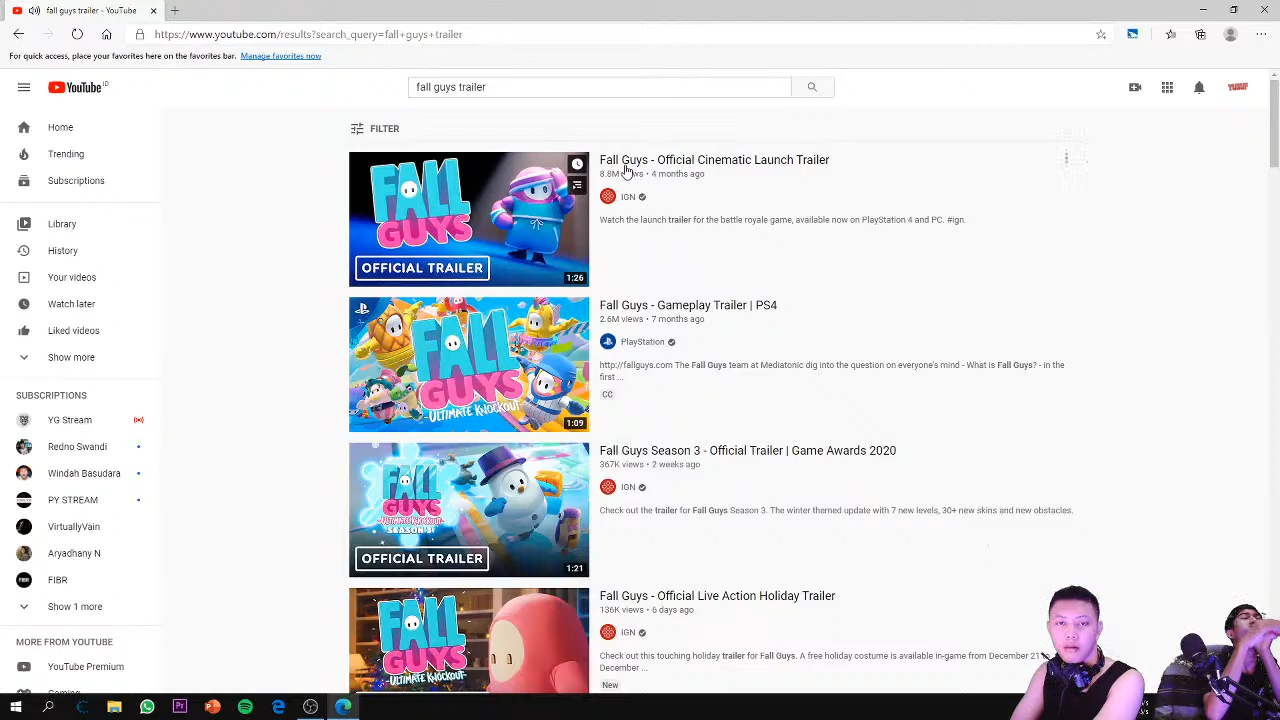 fall guys trailer - YouTube
https://www.youtube.com/results?search_query=fall+guys+trailer
For quick access, place your favorites here on the favorites bar. Manage favorites now
YouTube ID
fall guys trailer
YUSUF
Home
Trending
Subscriptions
Library
History
Your videos
Watch later
Liked videos
Show more
SUBSCRIPTIONS
YG Stream
Redno Swandi
Windah Basudara
PY STREAM
VirtuallyVain
Aryadhany N
FIBR
Show 1 more
MORE FROM YOUTUBE
YouTube Premium
FILTER
FALL
GUYS
OFFICIAL TRAILER
1:26
Fall Guys - Official Cinematic Launch Trailer
8.8M views • 4 months ago
IGN
Watch the launch trailer for the battle royale game, available now on PlayStation 4 and PC. #ign.
FALL
GUYS
ULTIMATE KNOCKOUT
1:09
Fall Guys - Gameplay Trailer | PS4
2.6M views • 7 months ago
PlayStation
http://fallguys.com The Fall Guys team at Mediatonic dig into the question on everyone's mind - What is Fall Guys? - in the
first ...
CC
FALL
GUYS
ULTIMATE KNOCKOUT
SEASON 3
OFFICIAL TRAILER
1:21
Fall Guys Season 3 - Official Trailer | Game Awards 2020
367K views • 2 weeks ago
IGN
Check out the trailer for Fall Guys Season 3. The winter themed update with 7 new levels, 30+ new skins and new obstacles.
FALL
GUYS
ULTIMATE KNOCKOUT
Fall Guys - Official Live Action Holiday Trailer
136K views • 6 days ago
IGN
Check out this touching holiday trailer for Fall Guys. A free holiday costume is available in-game from December 21
December ...
New